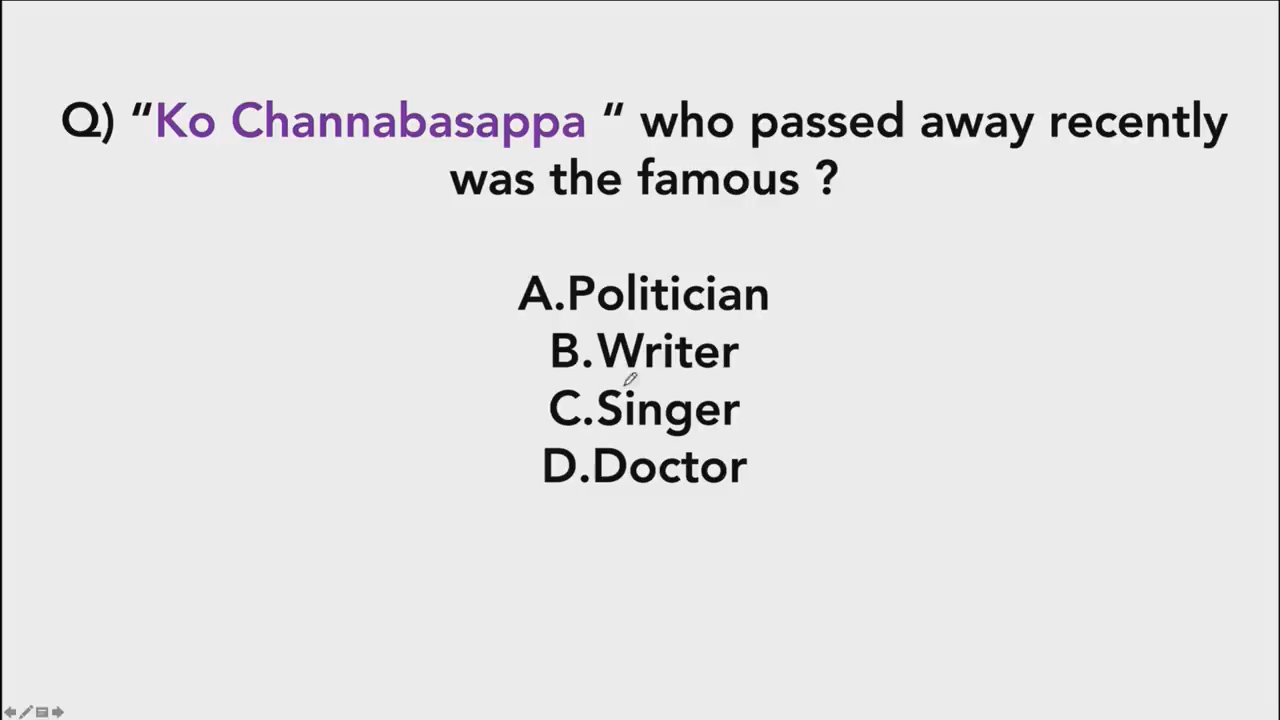 Q) “Ko Channabasappa “ who passed away recently
was the famous ?
A.Politician
B.Writer
C.Singer
D.Doctor